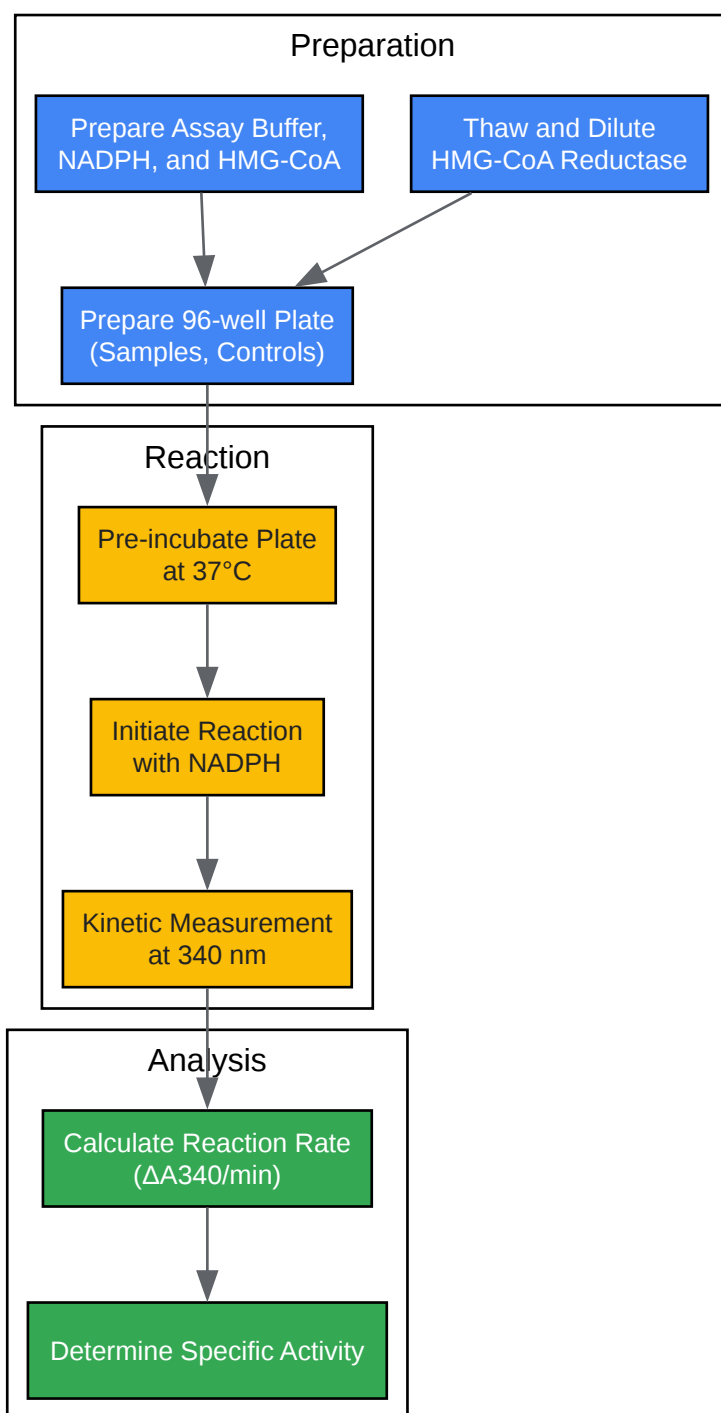 Preparation
Prepare Assay Buffer,
NADPH, and HMG-CoA
Thaw and Dilute
HMG-CoA Reductase
Prepare 96-well Plate
(Samples, Controls)
Reaction
Pre-incubate Plate
at 37°C
Initiate Reaction
with NADPH
Kinetic Measurement
at 340 nm
Analysis
Calculate Reaction Rate
(ΔA340/min)
Determine Specific Activity